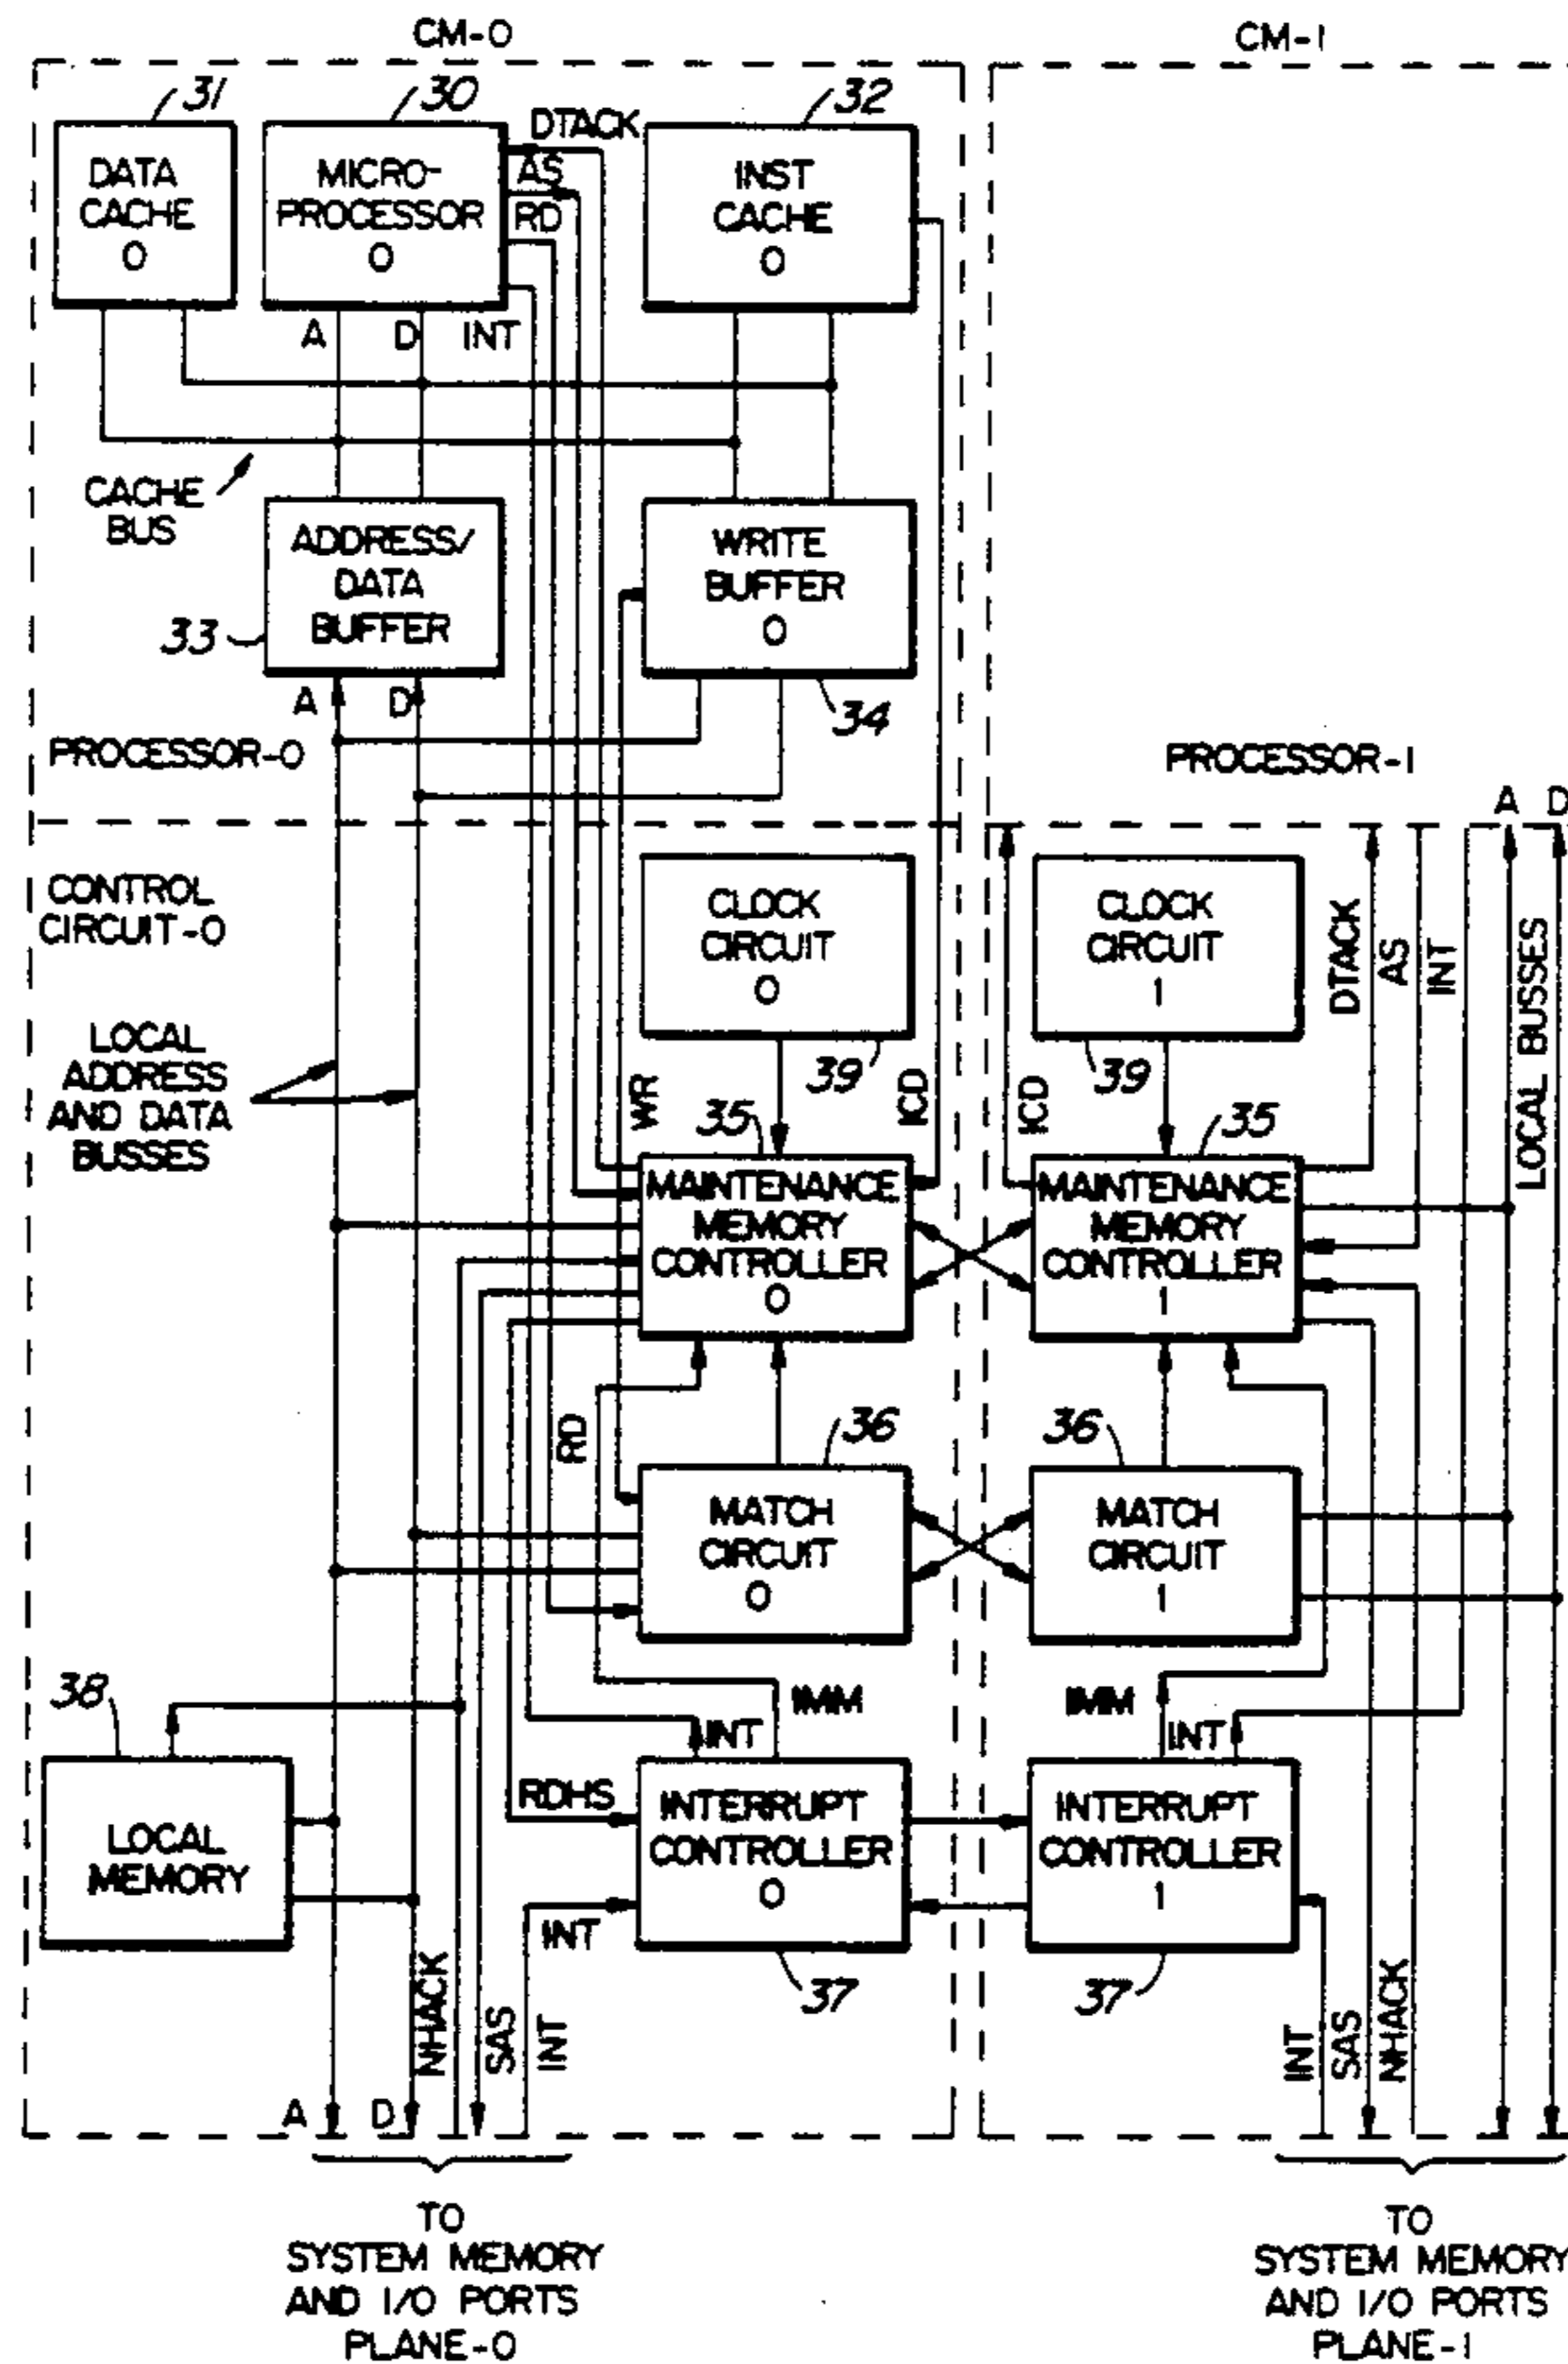 CM-0
CM-1
31
30
32
DATA
CACHE
0
MICRO-
PROCESSOR
0
DTACK
AS
RD
INST
CACHE
0
A
D
INT
CACHE
BUS
ADDRESS/
DATA
BUFFER
33
WRITE
BUFFER
0
34
A
D
PROCESSOR-0
PROCESSOR-1
A
D
CONTROL
CIRCUIT-0
CLOCK
CIRCUIT
0
39
CLOCK
CIRCUIT
1
39
DTACK
AS
INT
LOCAL BUSSES
LOCAL
ADDRESS
AND DATA
BUSSES
WR
ICD
ICD
35
MAINTENANCE
MEMORY
CONTROLLER
0
35
MAINTENANCE
MEMORY
CONTROLLER
1
RD
36
MATCH
CIRCUIT
0
36
MATCH
CIRCUIT
1
38
LOCAL
MEMORY
INT
IMM
IMM
INT
RDHS
INTERRUPT
CONTROLLER
0
37
INTERRUPT
CONTROLLER
1
37
INT
NHACK
SAS
INT
INT
SAS
NHACK
A
D
TO
SYSTEM MEMORY
AND I/O PORTS
PLANE-0
TO
SYSTEM MEMORY
AND I/O PORTS
PLANE-1